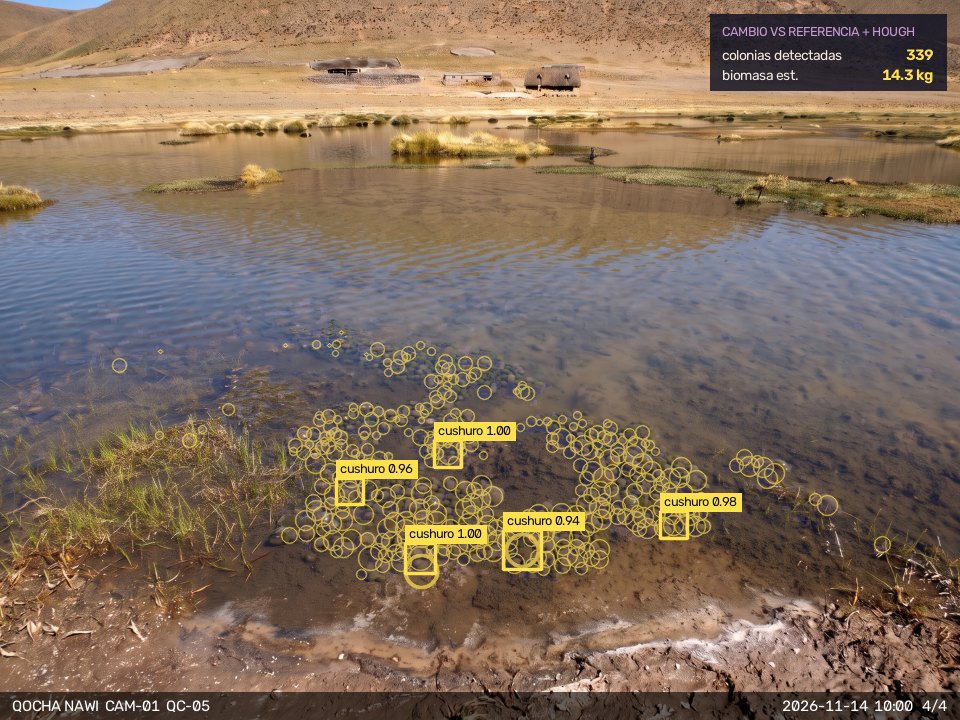 CAMBIO VS REFERENCIA + HOUGH
colonias detectadas 339
biomasa est. 14.3 kg
cushuro 1.00
cushuro 0.96
cushuro 0.98
cushuro 0.94
cushuro 1.00
QOCHA ÑAWI CAM-01 QC-05
2026-11-14 10:00 4/4